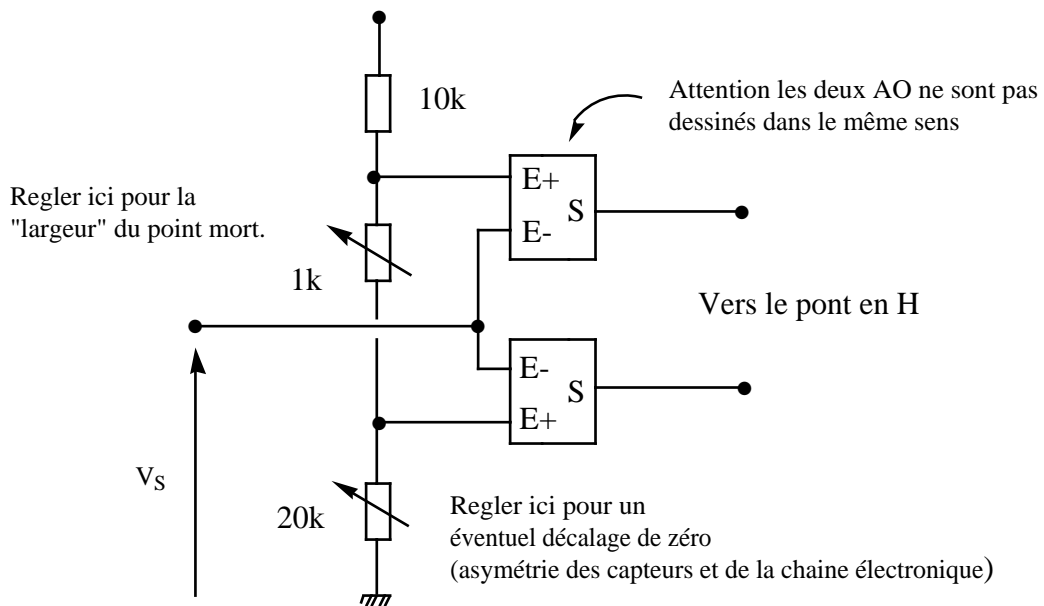 10k
Attention les deux AO ne sont pas
dessinés dans le même sens
E+
S
E-
Regler ici pour la
"largeur" du point mort.
1k
Vers le pont en H
E-
S
E+
VS
20k
Regler ici pour un
éventuel décalage de zéro
(asymétrie des capteurs et de la chaine électronique)